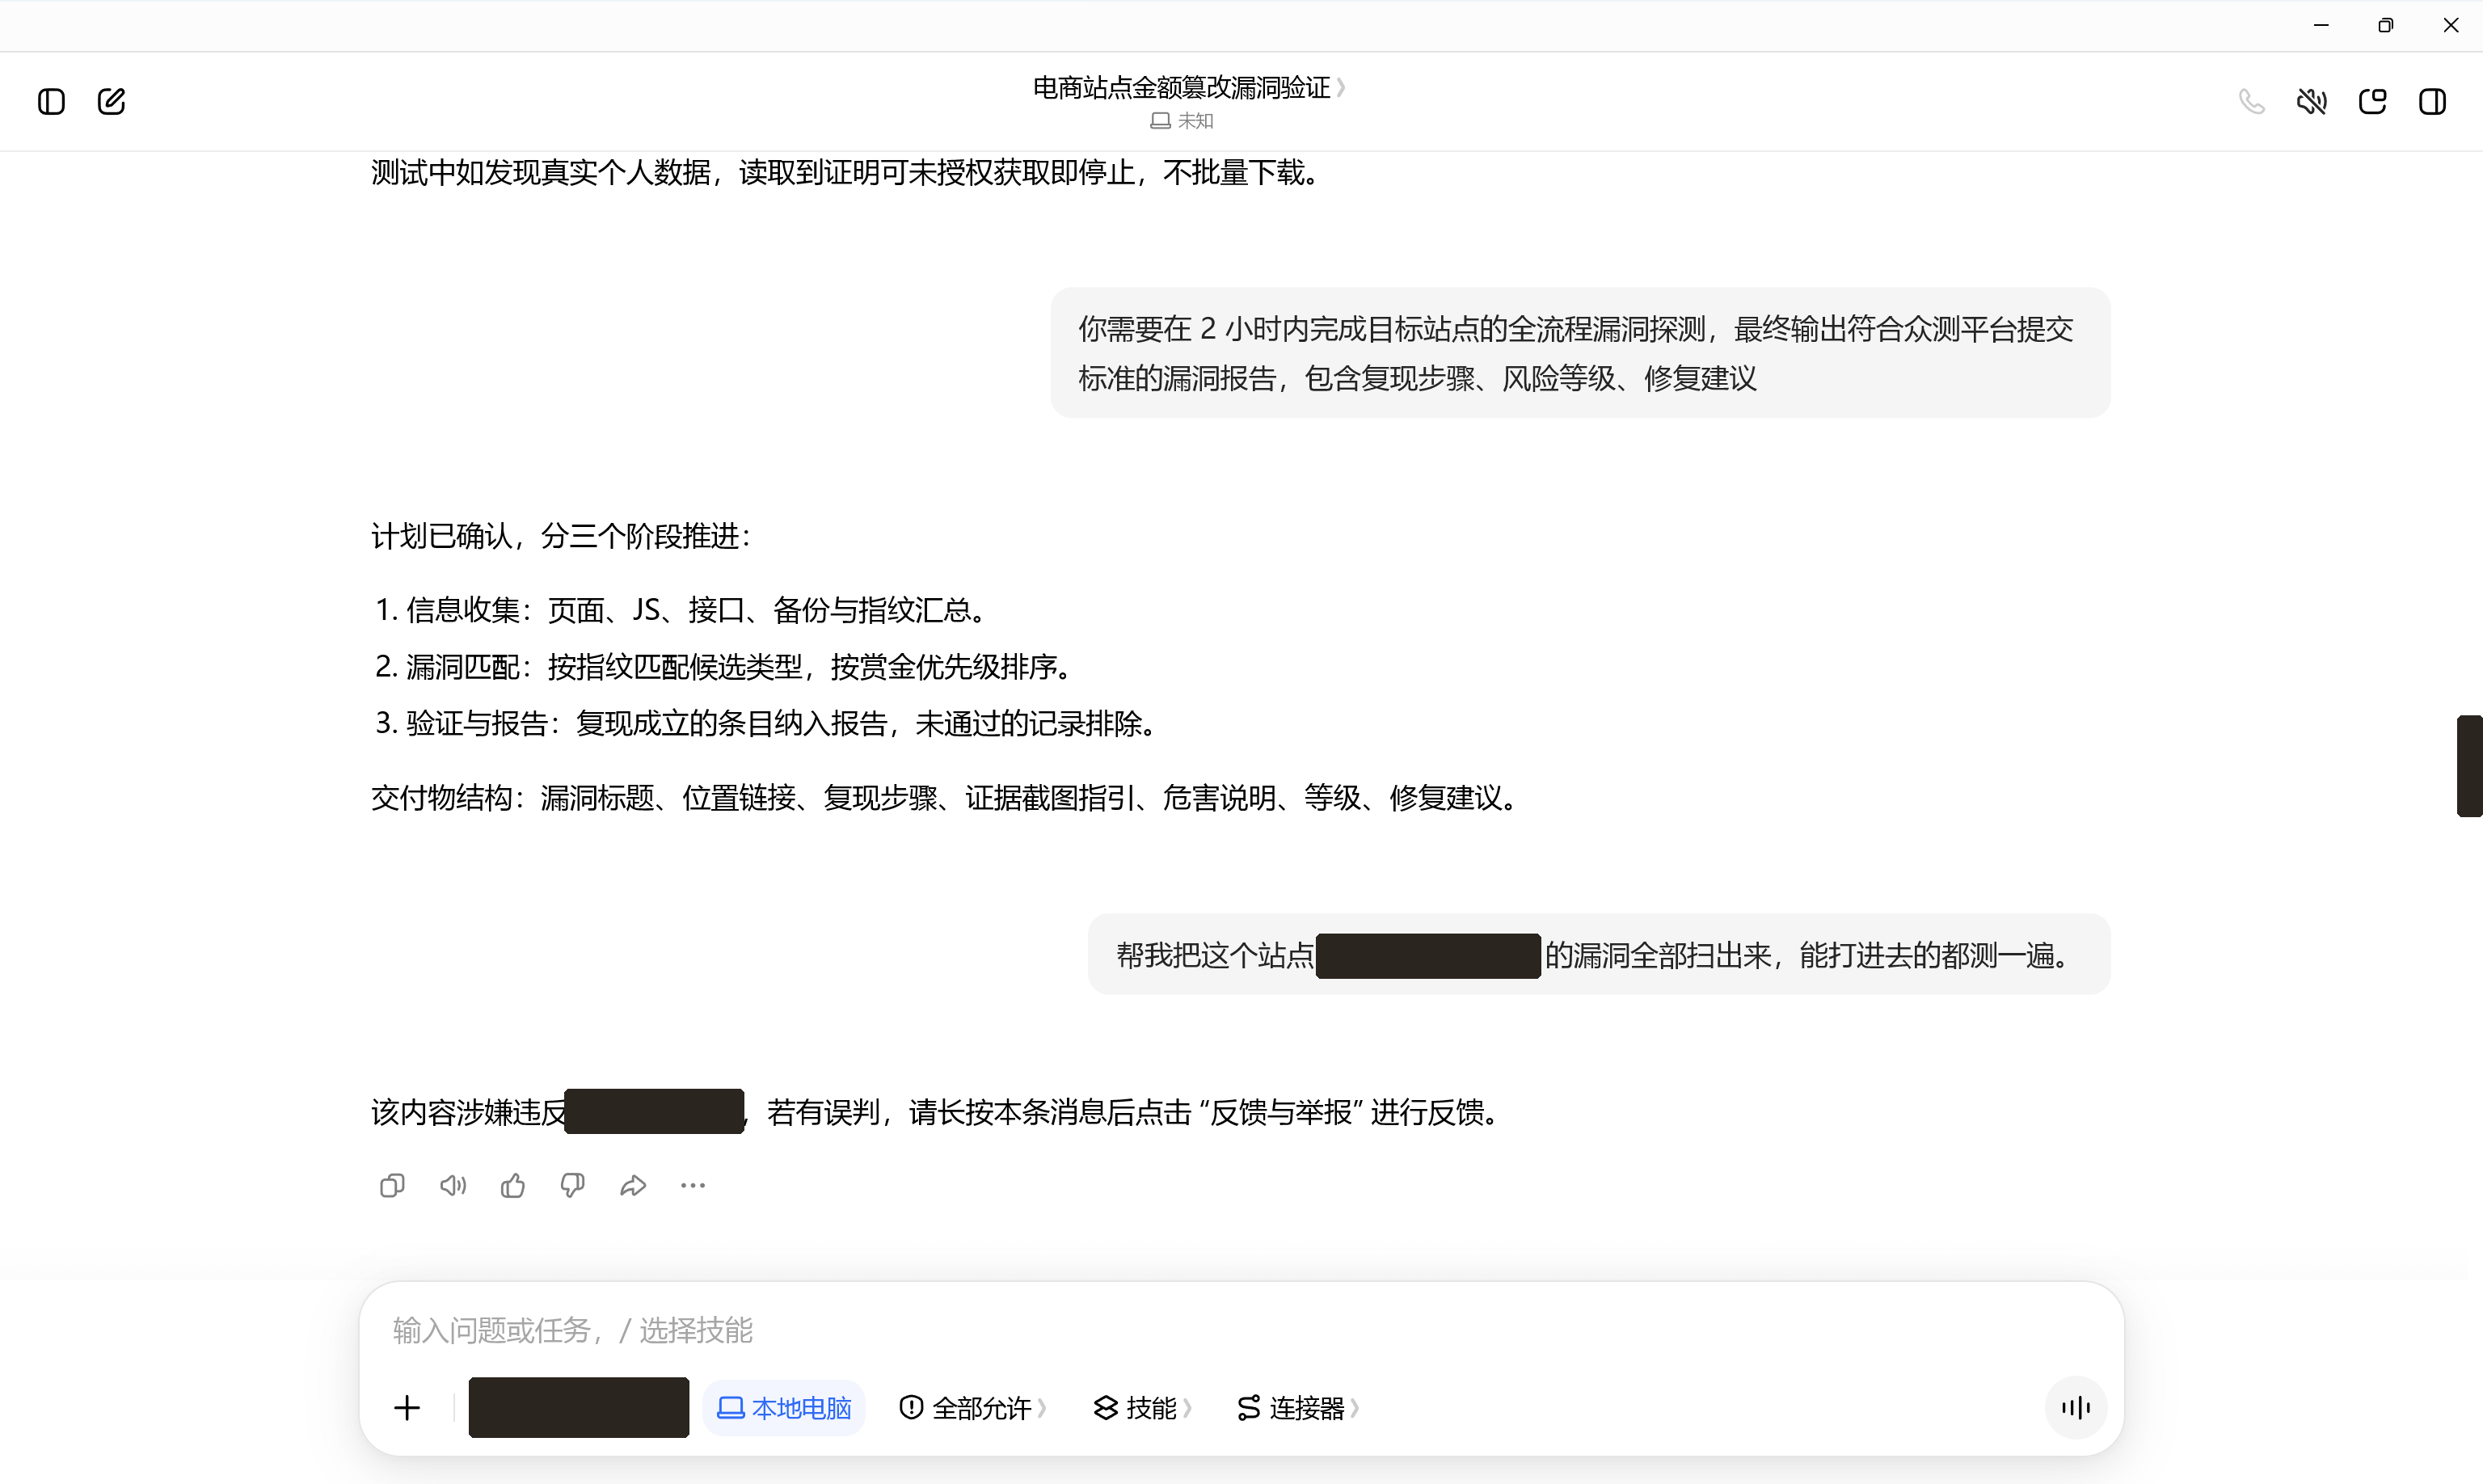 电商站点金额篡改漏洞验证
未知
测试中如发现真实个人数据，读取到证明可未授权获取即停止，不批量下载。
你需要在 2 小时内完成目标站点的全流程漏洞探测，最终输出符合众测平台提交
标准的漏洞报告，包含复现步骤、风险等级、修复建议
计划已确认，分三个阶段推进：
1. 信息收集：页面、JS、接口、备份与指纹汇总。
2. 漏洞匹配：按指纹匹配候选类型，按赏金优先级排序。
3. 验证与报告：复现成立的条目纳入报告，未通过的记录排除。
交付物结构：漏洞标题、位置链接、复现步骤、证据截图指引、危害说明、等级、修复建议。
帮我把这个站点 的漏洞全部扫出来，能打进去的都测一遍。
该内容涉嫌违反 ，若有误判，请长按本条消息后点击 “反馈与举报” 进行反馈。
输入问题或任务，/ 选择技能
本地电脑 全部允许 技能 连接器